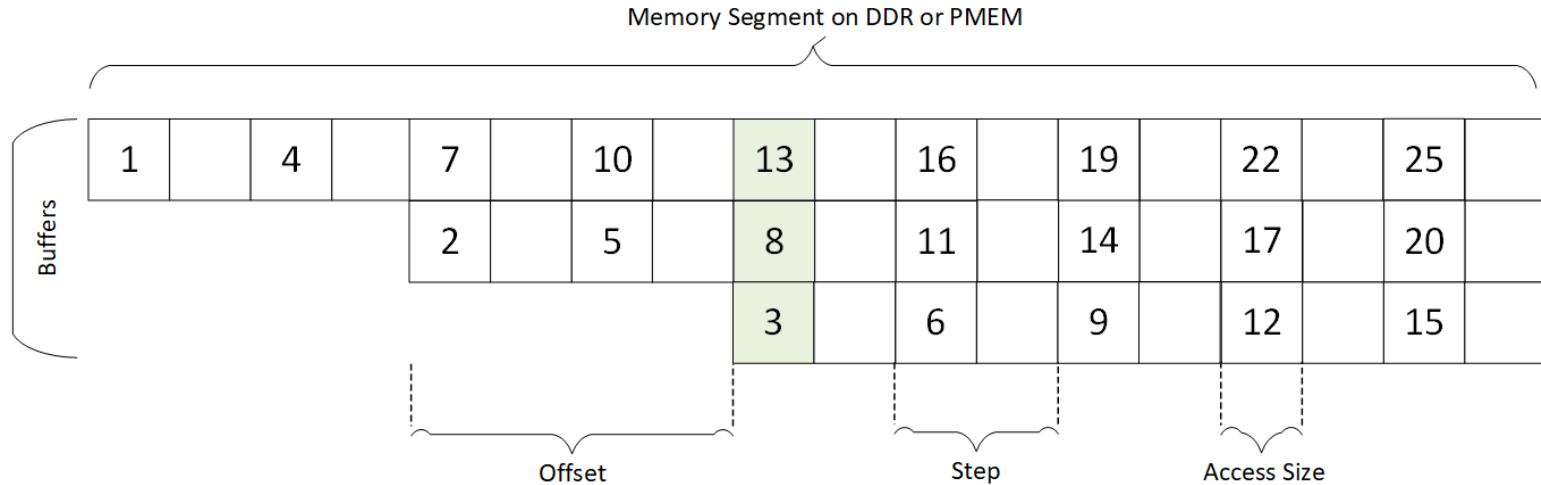 Memory Segment on DDR or PMEM
1 4 7 10 13 16 19 22 25
Buffers
2 5 8 11 14 17 20
3 6 9 12 15
Offset Step Access Size